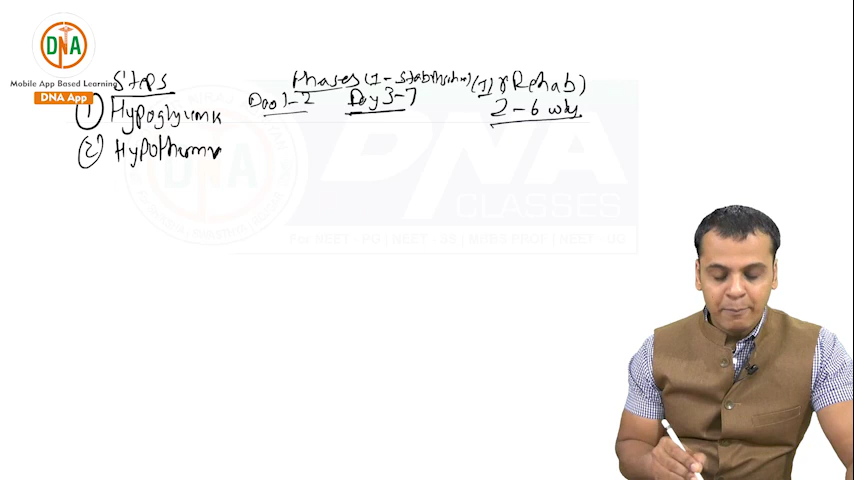 DNA
Mobile App Based Learning
DNA App
Steps
Phases (I - Stabilisation) (II) r Rehab)
Day 1-2 Day 3-7
2-6 wks
① Hypoglycemia
② Hypothermia
DNA
CLASSES
For NEET - PG | NEET - SS | MBBS PROF | NEET - UG